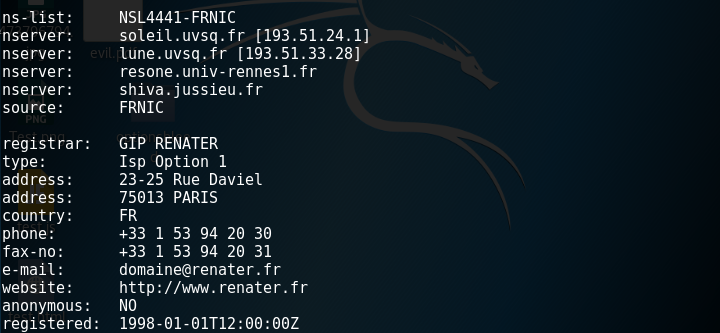 ns-list: NSL4441-FRNIC
nserver: soleil.uvsq.fr [193.51.24.1]
nserver: lune.uvsq.fr [193.51.33.28]
nserver: resone.univ-rennes1.fr
nserver: shiva.jussieu.fr
source: FRNIC

registrar: GIP RENATER
type: Isp Option 1
address: 23-25 Rue Daviel
address: 75013 PARIS
country: FR
phone: +33 1 53 94 20 30
fax-no: +33 1 53 94 20 31
e-mail: domaine@renater.fr
website: http://www.renater.fr
anonymous: NO
registered: 1998-01-01T12:00:00Z